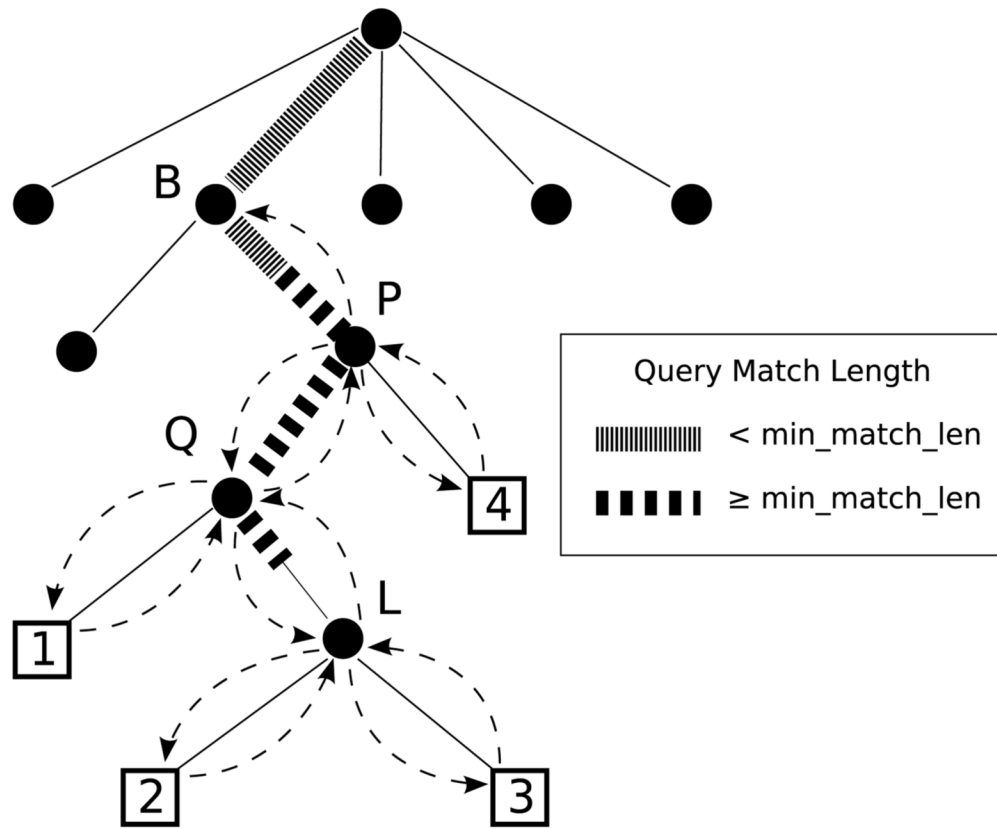 B
P
Query Match Length
< min_match_len
Q
≥ min_match_len
4
L
1
2
3